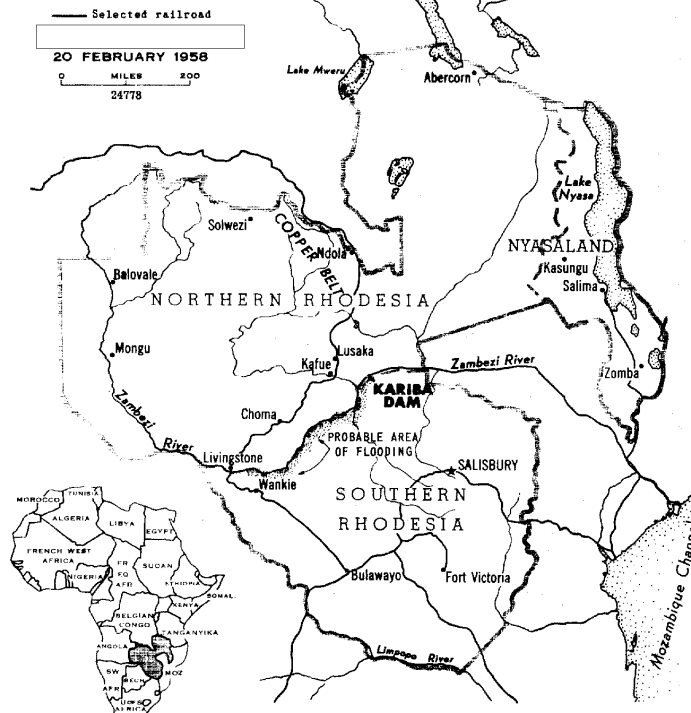 Selected railroad
20 FEBRUARY 1958
0 MILES 200
24778
Lake Mweru
Abercorn
Lake
Nyasa
Solwezi
COPPER BELT
Ndola
NYASALAND
Kasungu
Salima
Balovale
NORTHERN RHODESIA
Mongu
Lusaka
Kafue
Zambezi River
Zomba
KARIBA
DAM
Zambezi
River
Choma
PROBABLE AREA
OF FLOODING
Livingstone
Wankie
SALISBURY
SOUTHERN
RHODESIA
Bulawayo
Fort Victoria
Limpopo River
Mozambique Chan
MOROCCO
TUNISIA
ALGERIA
LIBYA
EGYPT
FRENCH WEST
AFRICA
NIGERIA
FR
EQ
AFR
SUDAN
ETHIOPIA
SOMAL.
KENYA
BELGIAN
CONGO
TANGANYIKA
ANGOLA
MOZ
SW
AFR
BECH
U OF S
AFRICA